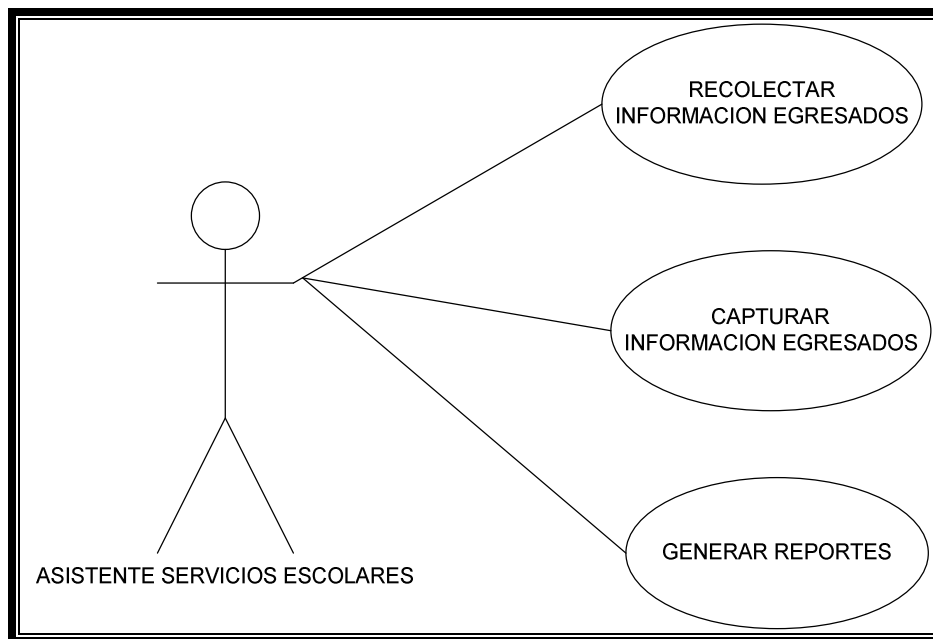 RECOLECTAR
INFORMACION EGRESADOS
CAPTURAR
INFORMACION EGRESADOS
GENERAR REPORTES
ASISTENTE SERVICIOS ESCOLARES